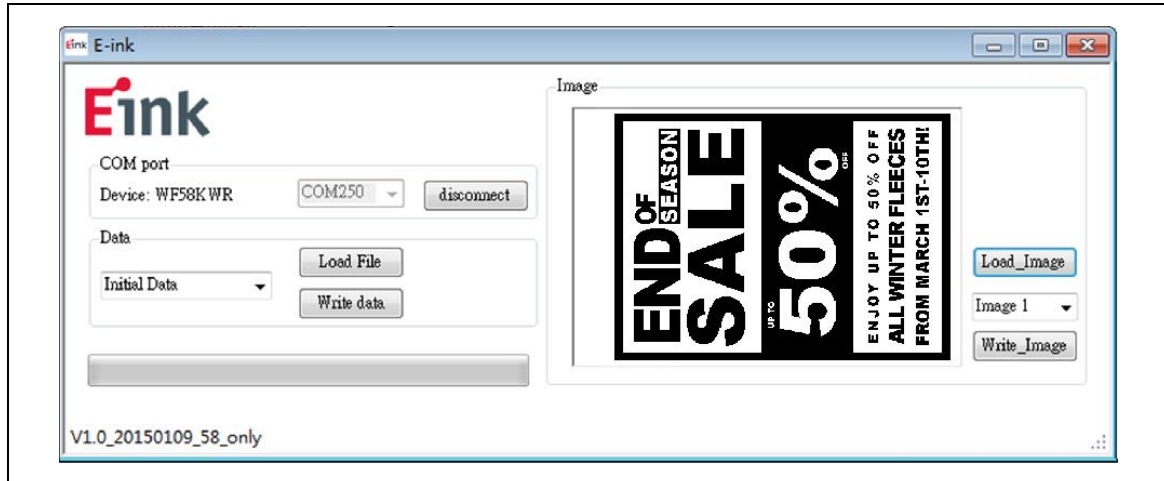 Eink E-ink
Eink
COM port
Device: WF58KWR
COM250
disconnect
Data
Initial Data
Load File
Write data
V1.0_20150109_58_only
Image
END OF
SEASON
SALE
UP TO
50%
OFF
ENJOY UP TO 50% OFF
ALL WINTER FLEECES
FROM MARCH 1ST-10TH!
Load_Image
Image 1
Write_Image